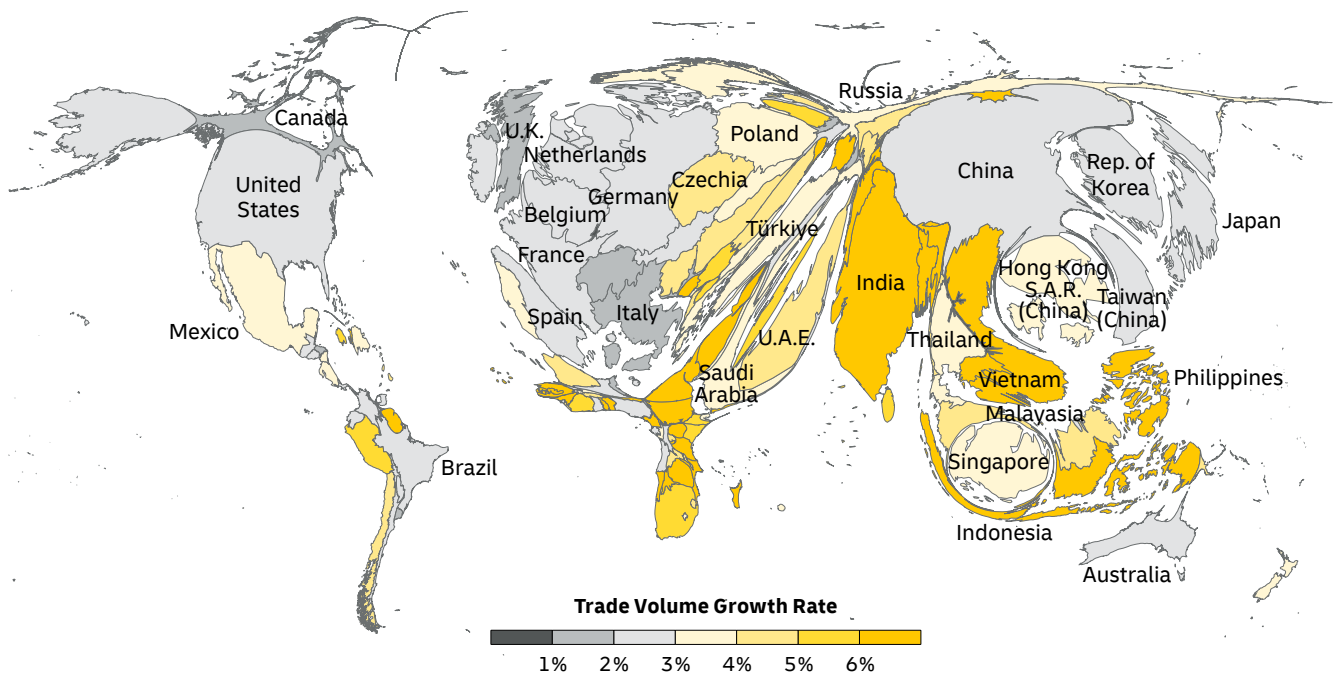 Russia
Canada
U.K.
Poland
Netherlands
Czechia
China
Rep. of
Korea
United
States
Germany
Belgium
Türkiye
Japan
France
India
Hong Kong
S.A.R.
(China)
Taiwan
(China)
Mexico
Spain
Italy
U.A.E.
Thailand
Saudi
Arabia
Vietnam
Philippines
Malayasia
Brazil
Singapore
Indonesia
Australia
Trade Volume Growth Rate
1% 2% 3% 4% 5% 6%